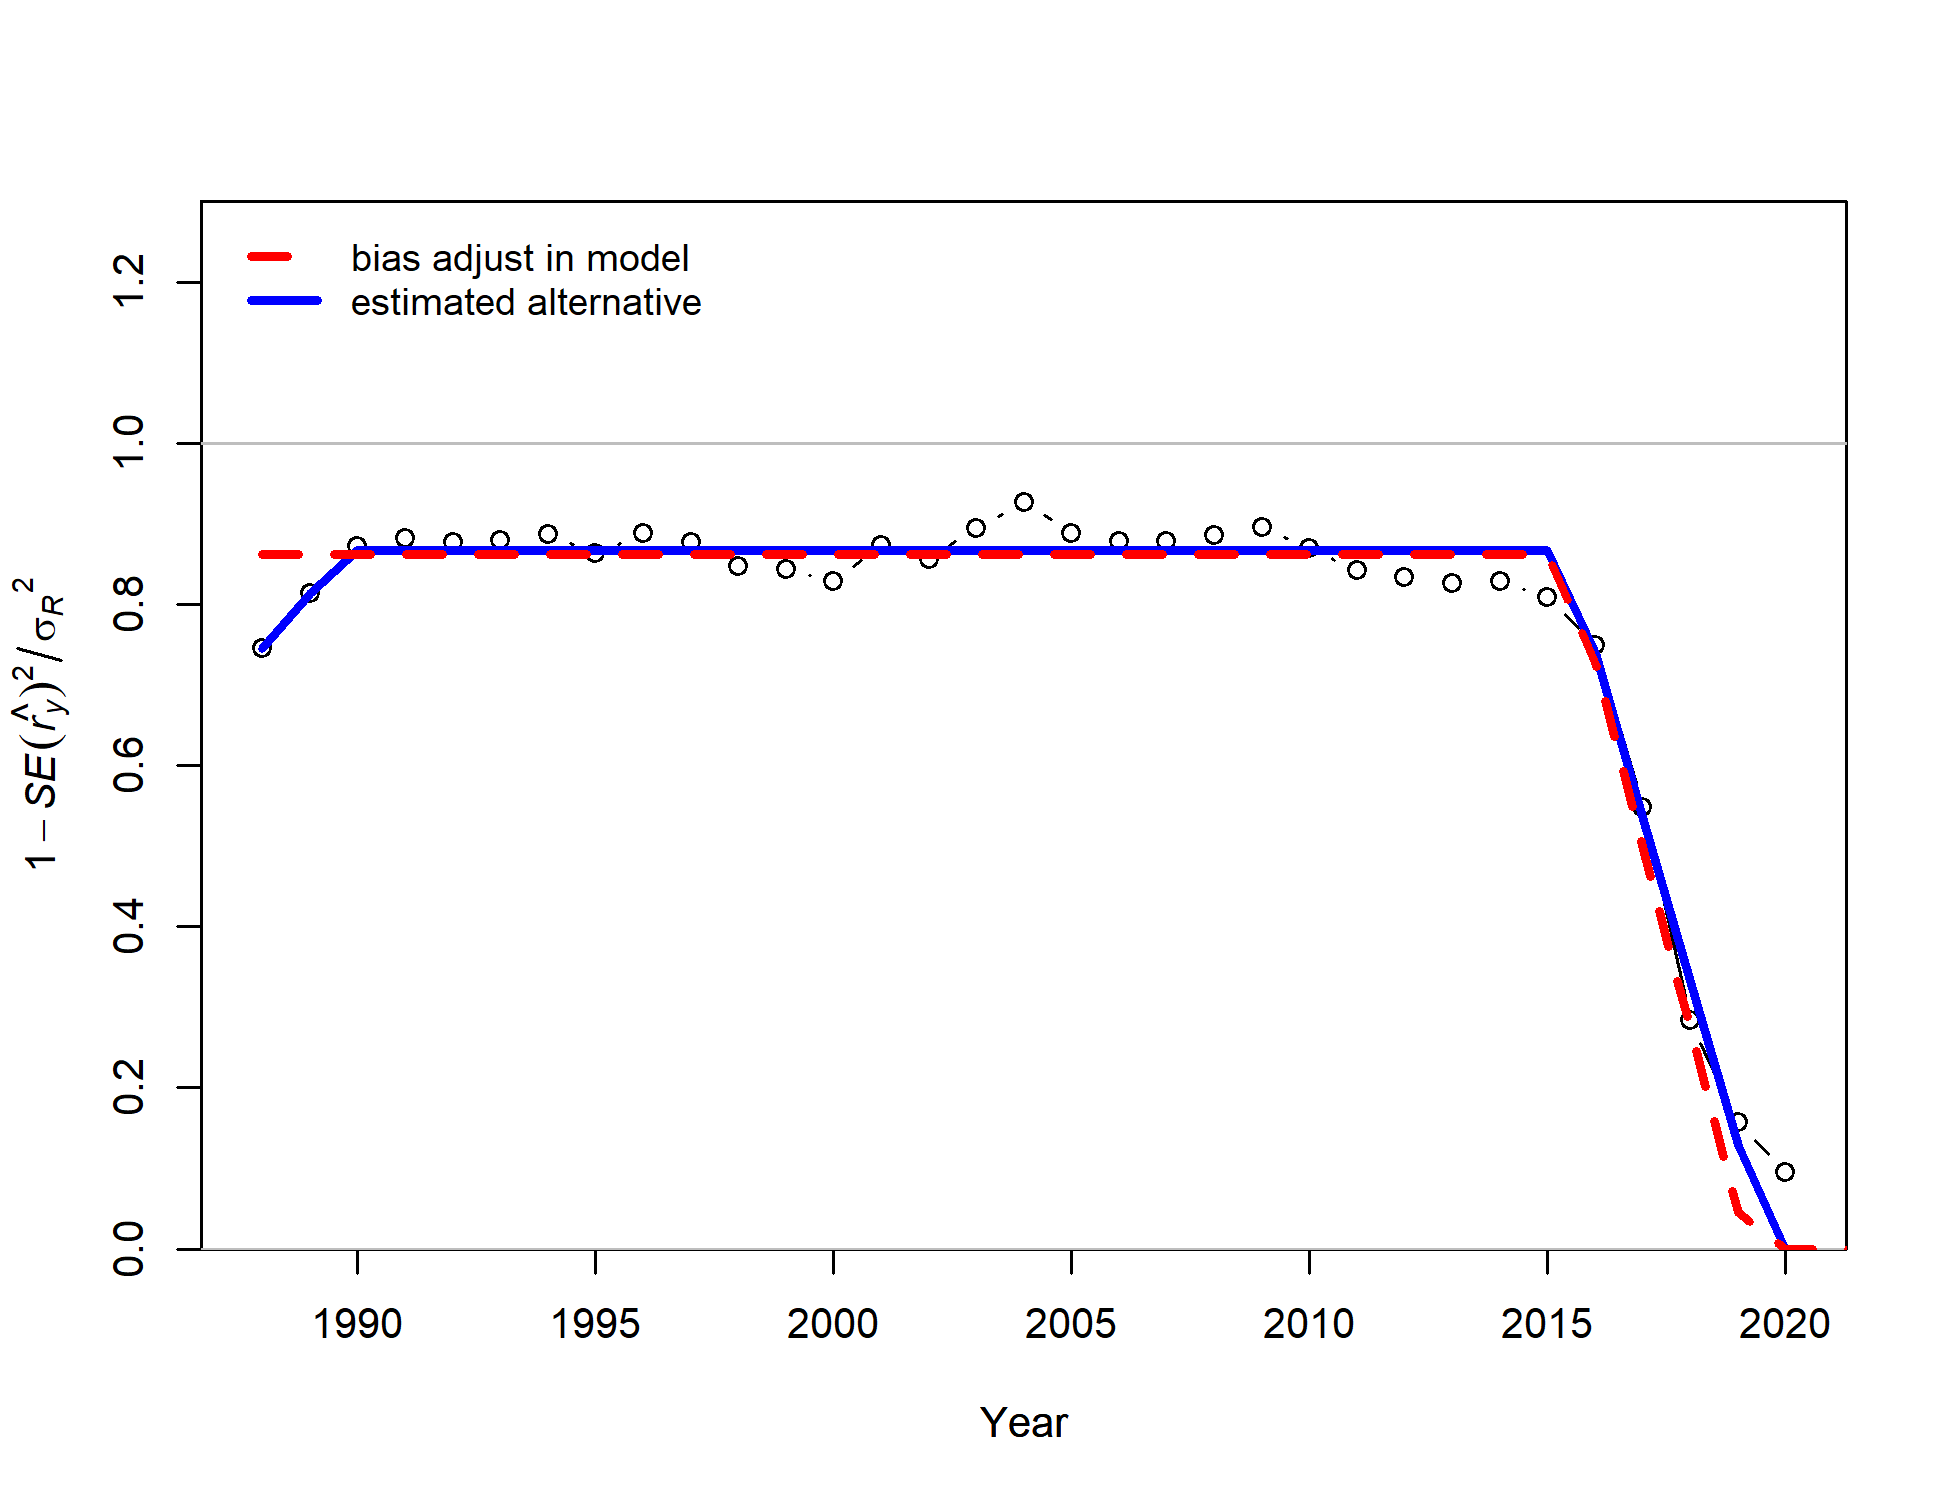 bias adjust in model
estimated alternative
1.2
1.0
0.8
0.6
0.4
0.2
0.0
1 − SE(r̂y)² / σR²
1990 1995 2000 2005 2010 2015 2020
Year